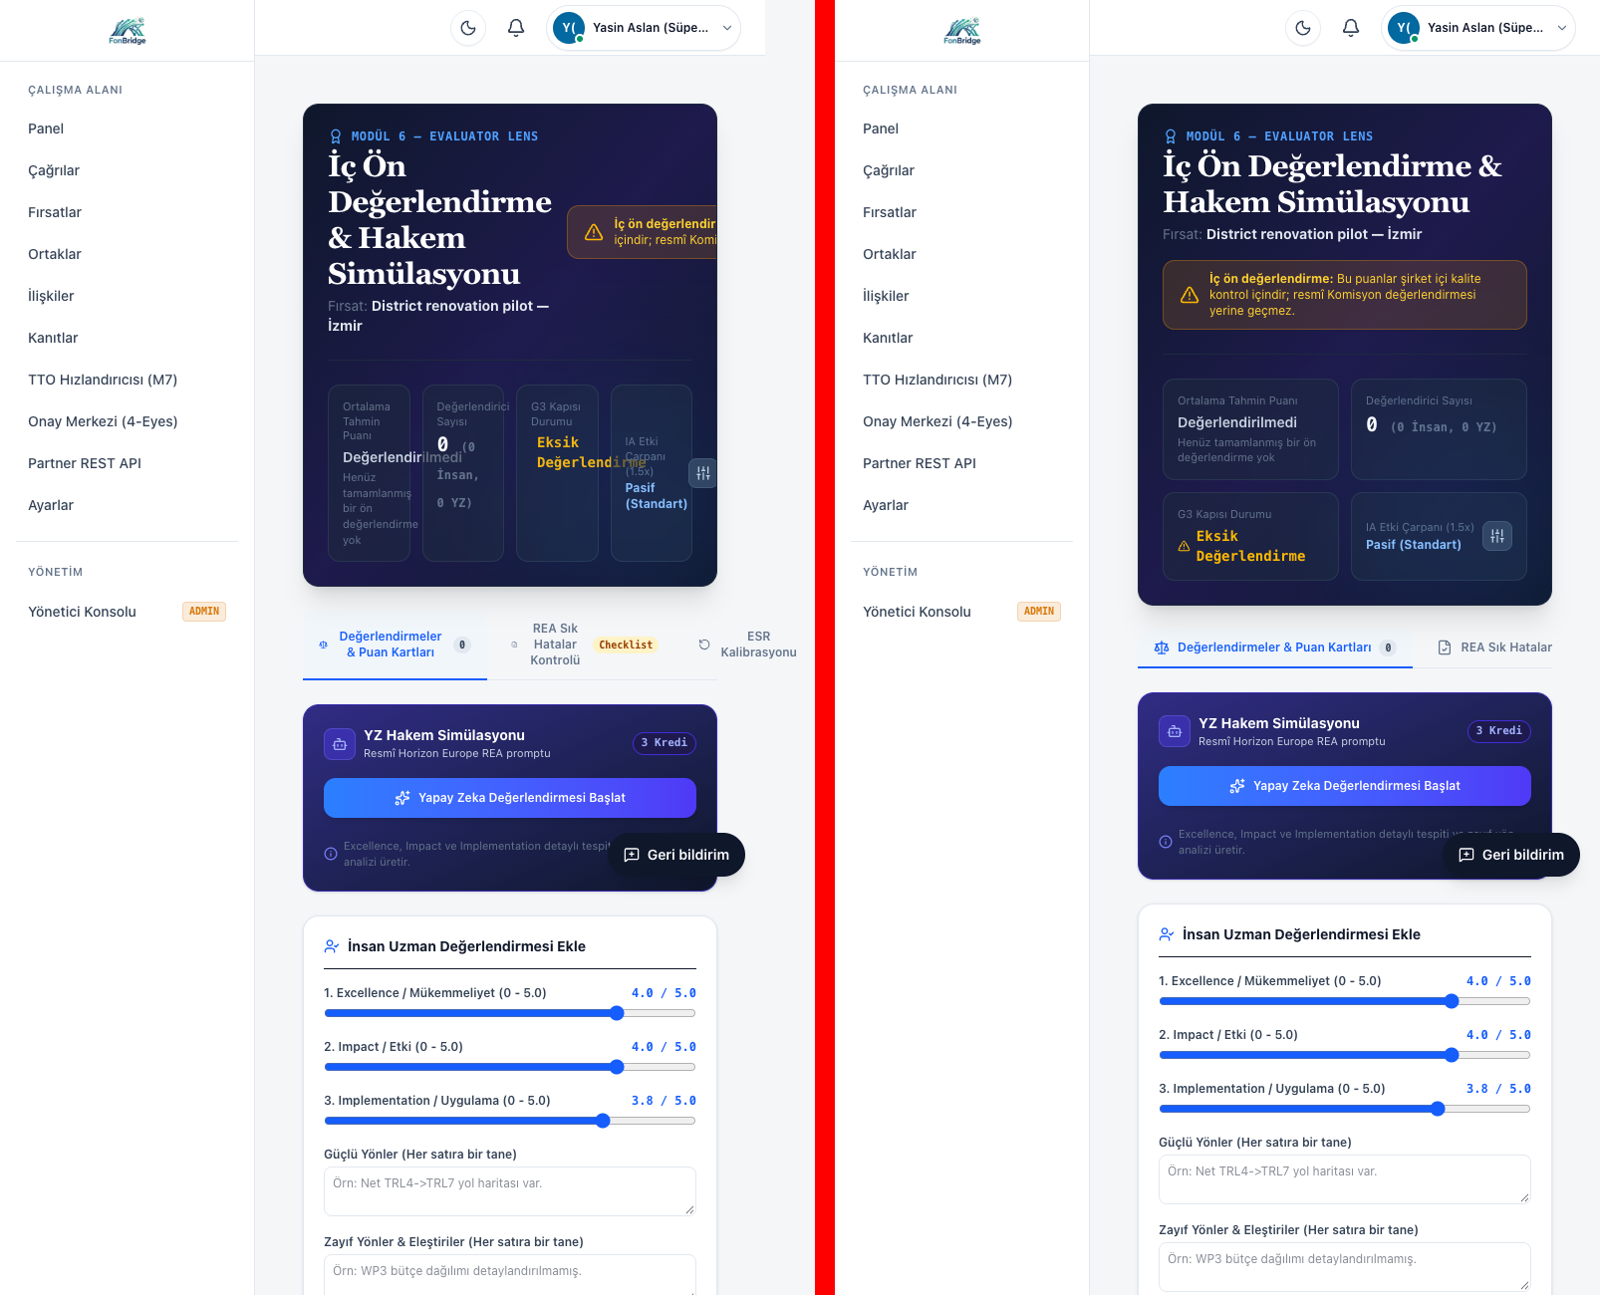 FonBridge
Yasin Aslan (Süpe...
Y(
ÇALIŞMA ALANI
Panel
Çağrılar
Fırsatlar
Ortaklar
İlişkiler
Kanıtlar
TTO Hızlandırıcısı (M7)
Onay Merkezi (4-Eyes)
Partner REST API
Ayarlar
YÖNETİM
Yönetici Konsolu
ADMIN
MODÜL 6 — EVALUATOR LENS
İç Ön
Değerlendirme
& Hakem
Simülasyonu
Fırsat: District renovation pilot —
İzmir
İç ön değerlendir
içindir; resmî Komi
Ortalama
Tahmin
Puanı
Değerlendirilmedi
Henüz
tamamlanmış
bir ön
değerlendirme
yok
Değerlendirici
Sayısı
0 (0
İnsan,
0 YZ)
G3 Kapısı
Durumu
Eksik
Değerlendirme
IA Etki
Çarpanı
(1.5x)
Pasif
(Standart)
Değerlendirmeler
& Puan Kartları
0
REA Sık
Hatalar
Kontrolü
Checklist
ESR
Kalibrasyonu
YZ Hakem Simülasyonu
Resmî Horizon Europe REA promptu
3 Kredi
Yapay Zeka Değerlendirmesi Başlat
Excellence, Impact ve Implementation detaylı tespit
analizi üretir.
Geri bildirim
İnsan Uzman Değerlendirmesi Ekle
1. Excellence / Mükemmeliyet (0 - 5.0)
4.0 / 5.0
2. Impact / Etki (0 - 5.0)
4.0 / 5.0
3. Implementation / Uygulama (0 - 5.0)
3.8 / 5.0
Güçlü Yönler (Her satıra bir tane)
Örn: Net TRL4->TRL7 yol haritası var.
Zayıf Yönler & Eleştiriler (Her satıra bir tane)
Örn: WP3 bütçe dağılımı detaylandırılmamış.
FonBridge
Y(
Yasin Aslan (Süpe...
ÇALIŞMA ALANI
Panel
Çağrılar
Fırsatlar
Ortaklar
İlişkiler
Kanıtlar
TTO Hızlandırıcısı (M7)
Onay Merkezi (4-Eyes)
Partner REST API
Ayarlar
YÖNETİM
Yönetici Konsolu
ADMIN
MODÜL 6 — EVALUATOR LENS
İç Ön Değerlendirme &
Hakem Simülasyonu
Fırsat: District renovation pilot — İzmir
İç ön değerlendirme: Bu puanlar şirket içi kalite
kontrol içindir; resmî Komisyon değerlendirmesi
yerine geçmez.
Ortalama Tahmin Puanı
Değerlendirilmedi
Henüz tamamlanmış bir ön
değerlendirme yok
Değerlendirici Sayısı
0 (0 İnsan, 0 YZ)
G3 Kapısı Durumu
Eksik
Değerlendirme
IA Etki Çarpanı (1.5x)
Pasif (Standart)
Değerlendirmeler & Puan Kartları
0
REA Sık Hatalar
YZ Hakem Simülasyonu
Resmî Horizon Europe REA promptu
3 Kredi
Yapay Zeka Değerlendirmesi Başlat
Excellence, Impact ve Implementation detaylı tespiti ve zayıf yön
analizi üretir.
Geri bildirim
İnsan Uzman Değerlendirmesi Ekle
1. Excellence / Mükemmeliyet (0 - 5.0)
4.0 / 5.0
2. Impact / Etki (0 - 5.0)
4.0 / 5.0
3. Implementation / Uygulama (0 - 5.0)
3.8 / 5.0
Güçlü Yönler (Her satıra bir tane)
Örn: Net TRL4->TRL7 yol haritası var.
Zayıf Yönler & Eleştiriler (Her satıra bir tane)
Örn: WP3 bütçe dağılımı detaylandırılmamış.